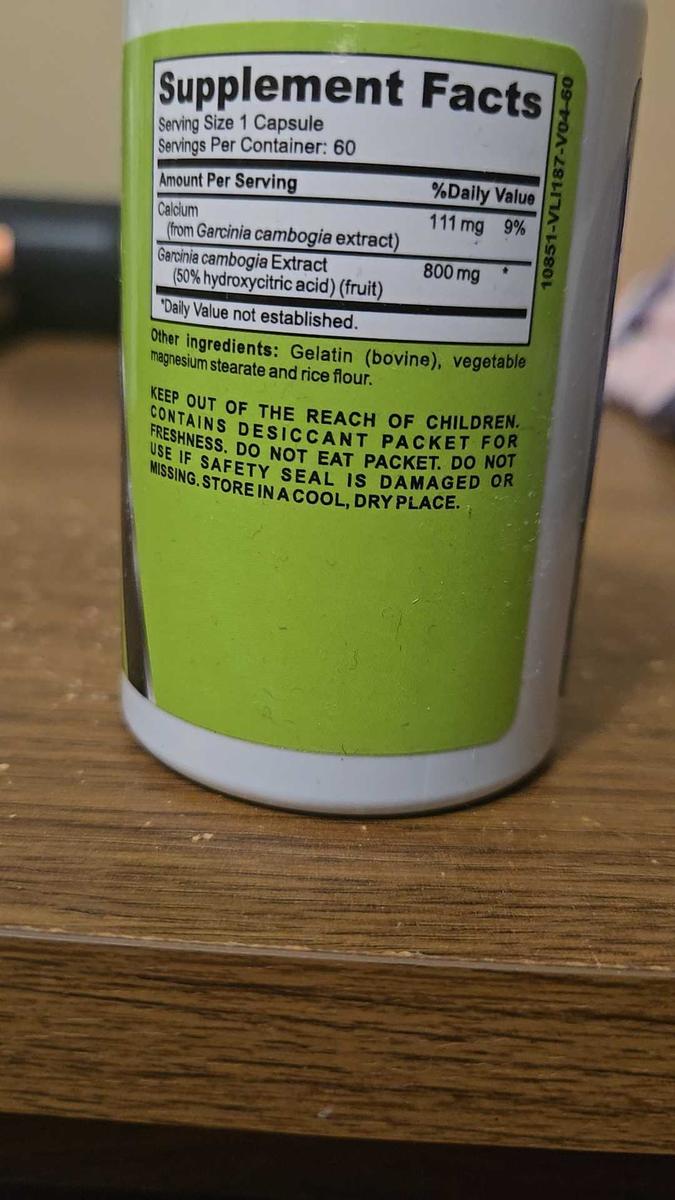 Supplement Facts
Serving Size 1 Capsule
Servings Per Container: 60
Amount Per Serving %Daily Value
Calcium 111 mg 9%
(from Garcinia cambogia extract)
Garcinia cambogia Extract 800 mg *
(50% hydroxycitric acid) (fruit)
*Daily Value not established.
Other ingredients: Gelatin (bovine), vegetable
magnesium stearate and rice flour.
KEEP OUT OF THE REACH OF CHILDREN.
CONTAINS DESICCANT PACKET FOR
FRESHNESS. DO NOT EAT PACKET. DO NOT
USE IF SAFETY SEAL IS DAMAGED OR
MISSING. STORE IN A COOL, DRY PLACE.
10851-VLI187-V04-60